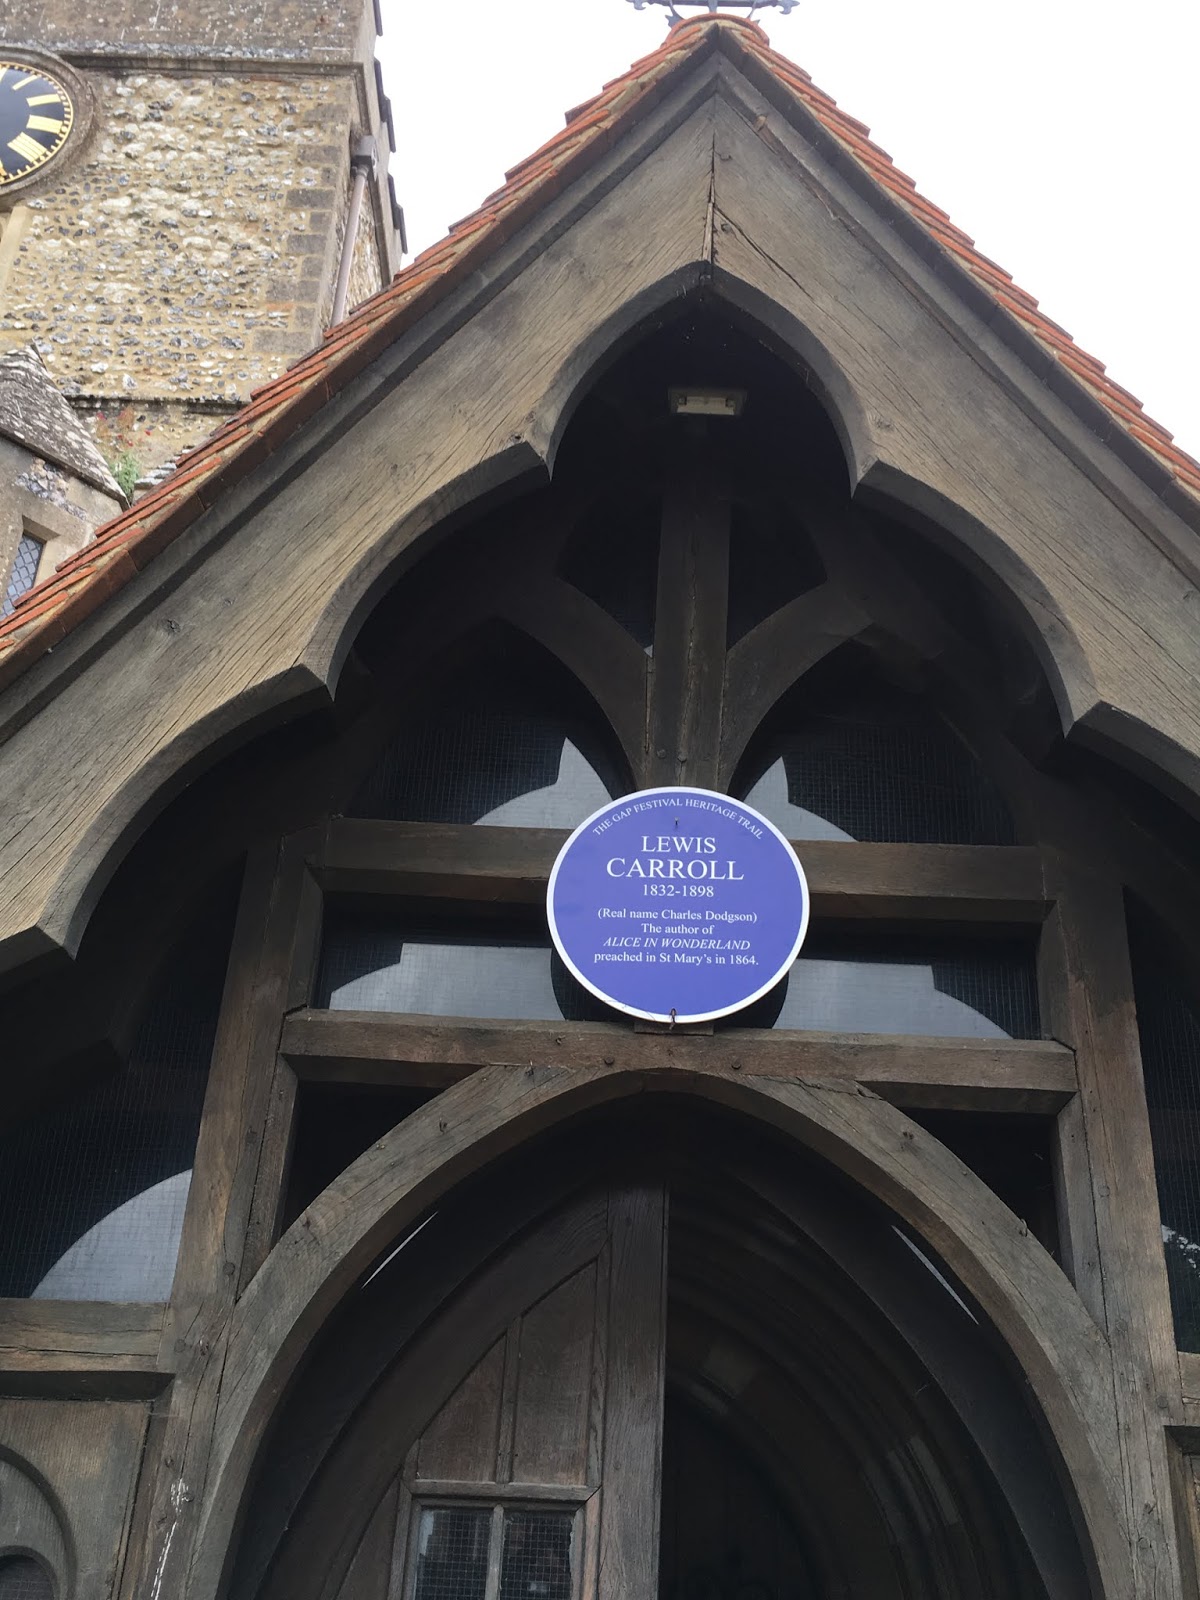 THE GAP FESTIVAL HERITAGE TRAIL
LEWIS
CARROLL
1832-1898
(Real name Charles Dodgson)
The author of
ALICE IN WONDERLAND
preached in St Mary's in 1864.